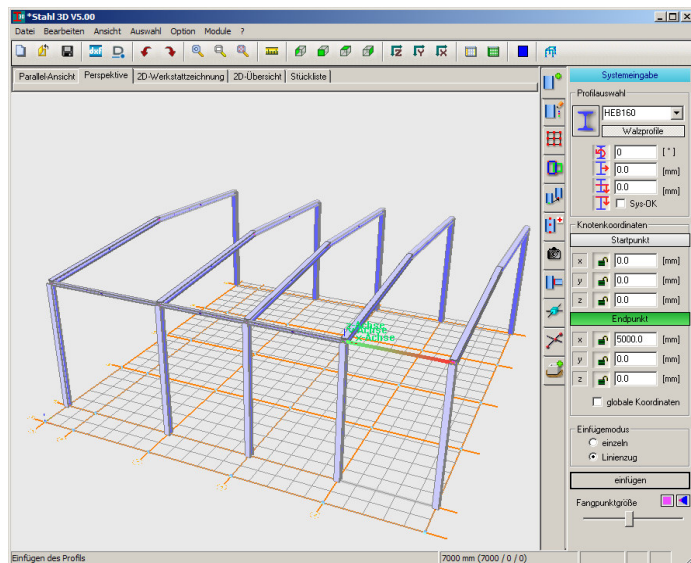 *Stahl 3D V5.00
Datei Bearbeiten Ansicht Auswahl Option Module ?
dxf
Parallel-Ansicht Perspektive 2D-Werkstattzeichnung 2D-Übersicht Stückliste
Systemeingabe
Profilauswahl
HEB160
Walzprofile
0 [°]
0.0 [mm]
0.0 [mm]
Sys-OK
Knotenkoordinaten
Startpunkt
x 0.0 [mm]
y 0.0 [mm]
z 0.0 [mm]
Endpunkt
x 5000.0 [mm]
y 0.0 [mm]
z 0.0 [mm]
globale Koordinaten
Einfügemodus
einzeln
Linienzug
einfügen
Fangpunktgröße
x-Achse
Einfügen des Profils
7000 mm (7000 / 0 / 0)